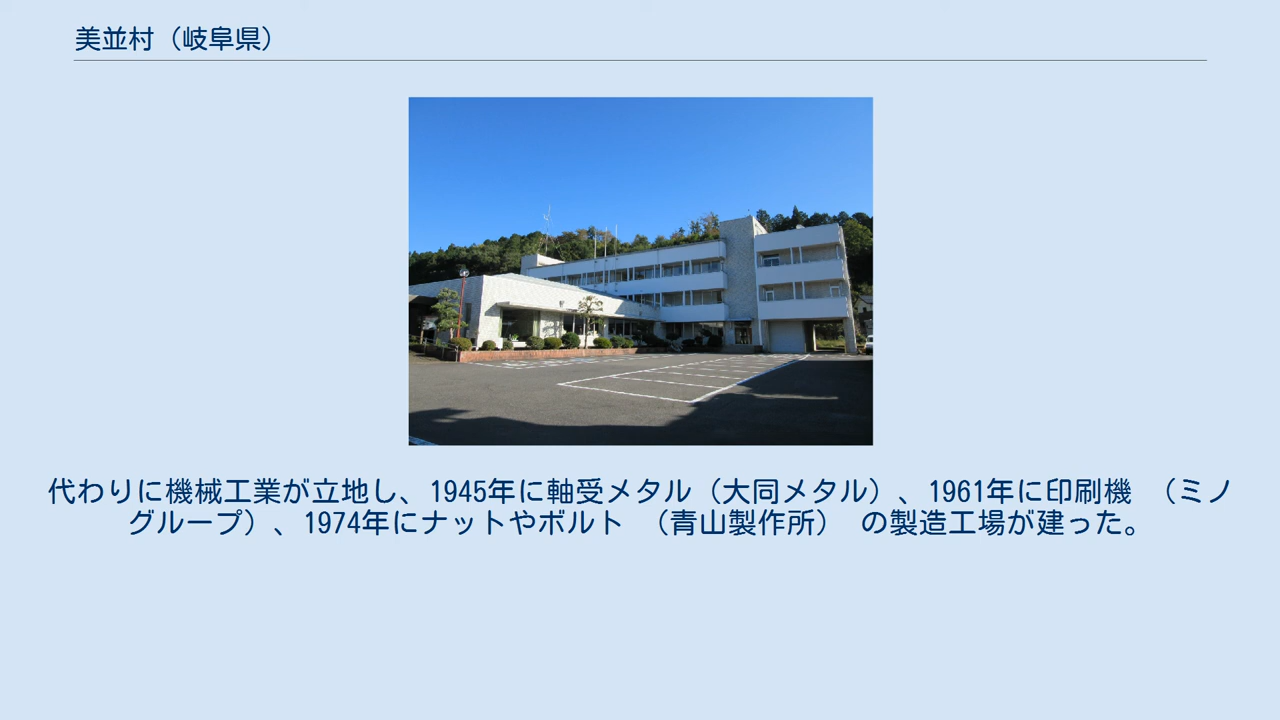 美並村（岐阜県）
代わりに機械工業が立地し、1945年に軸受メタル（大同メタル）、1961年に印刷機 （ミノ
グループ）、1974年にナットやボルト （青山製作所） の製造工場が建った。